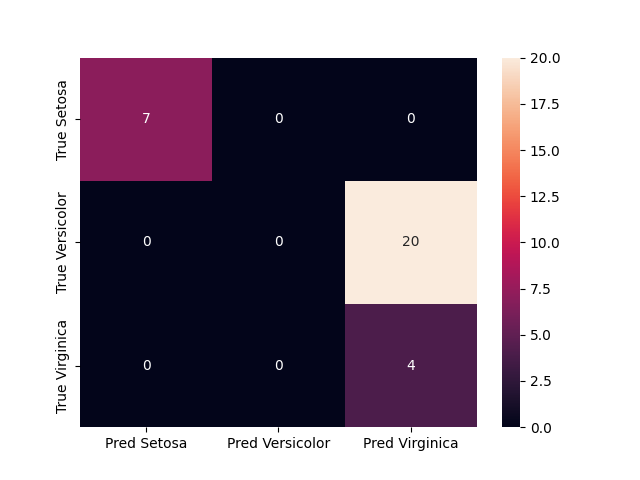 True Setosa
True Versicolor
True Virginica
7 0 0
0 0 20
0 0 4
Pred Setosa Pred Versicolor Pred Virginica
20.0
17.5
15.0
12.5
10.0
7.5
5.0
2.5
0.0